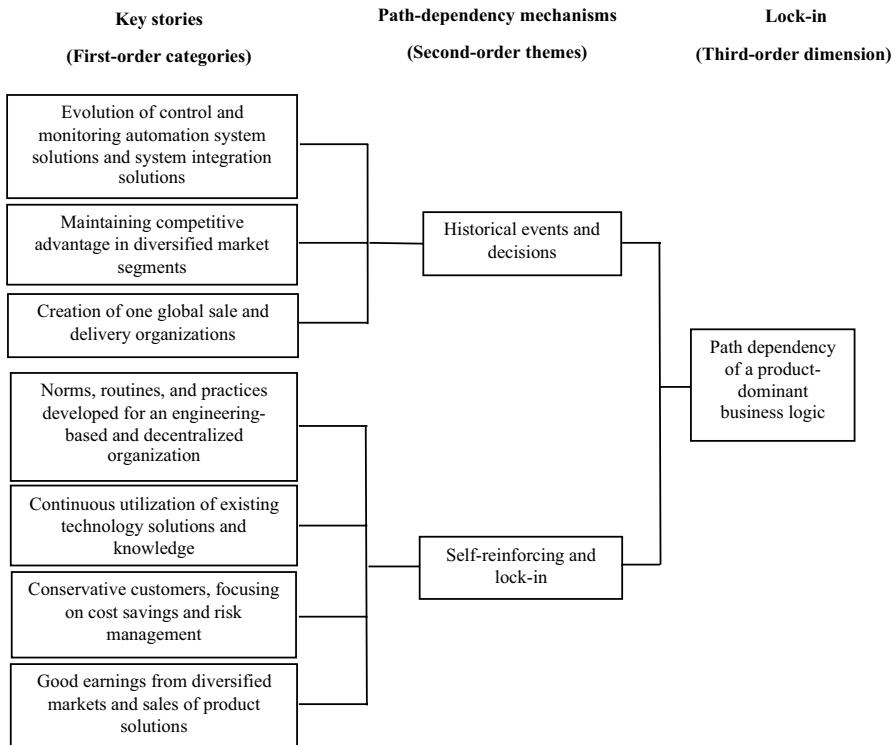 Key stories
(First-order categories)
Path-dependency mechanisms
(Second-order themes)
Lock-in
(Third-order dimension)
Evolution of control and
monitoring automation system
solutions and system integration
solutions
Maintaining competitive
advantage in diversified market
segments
Creation of one global sale and
delivery organizations
Norms, routines, and practices
developed for an engineering-
based and decentralized
organization
Continuous utilization of existing
technology solutions and
knowledge
Conservative customers, focusing
on cost savings and risk
management
Good earnings from diversified
markets and sales of product
solutions
Historical events and
decisions
Self-reinforcing and
lock-in
Path dependency
of a product-
dominant
business logic